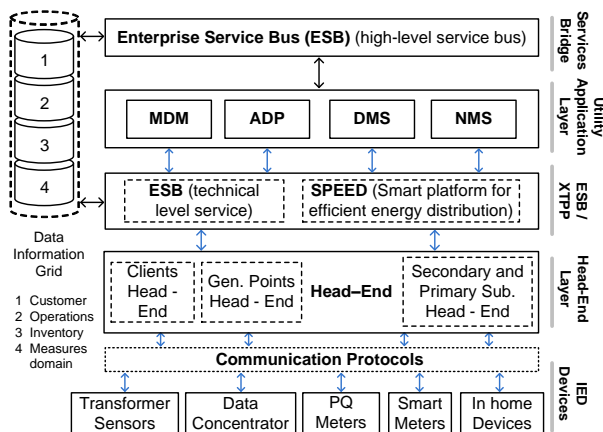 Enterprise Service Bus (ESB) (high-level service bus)
Services
Bridge
1
2
3
4
MDM
ADP
DMS
NMS
Utility
Application
Layer
ESB (technical
level service)
SPEED (Smart platform for
efficient energy distribution)
ESB /
XTPP
Data
Information
Grid
1 Customer
2 Operations
3 Inventory
4 Measures
domain
Clients
Head -
End
Gen. Points
Head - End
Head–End
Secondary and
Primary Sub.
Head - End
Head-End
Layer
Communication Protocols
Transformer
Sensors
Data
Concentrator
PQ
Meters
Smart
Meters
In home
Devices
IED
Devices